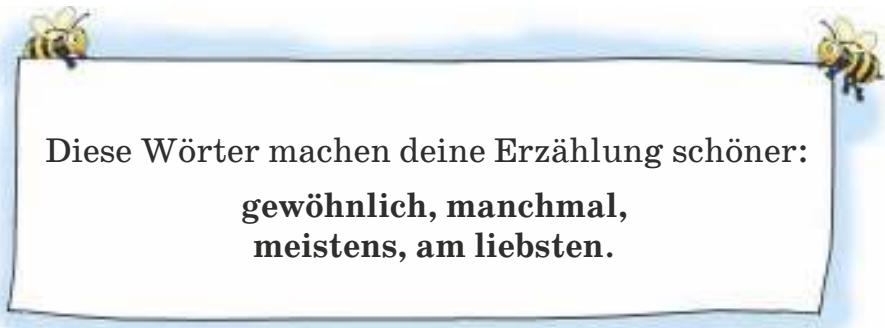 Diese Wörter machen deine Erzählung schöner:
gewöhnlich, manchmal,
meistens, am liebsten.